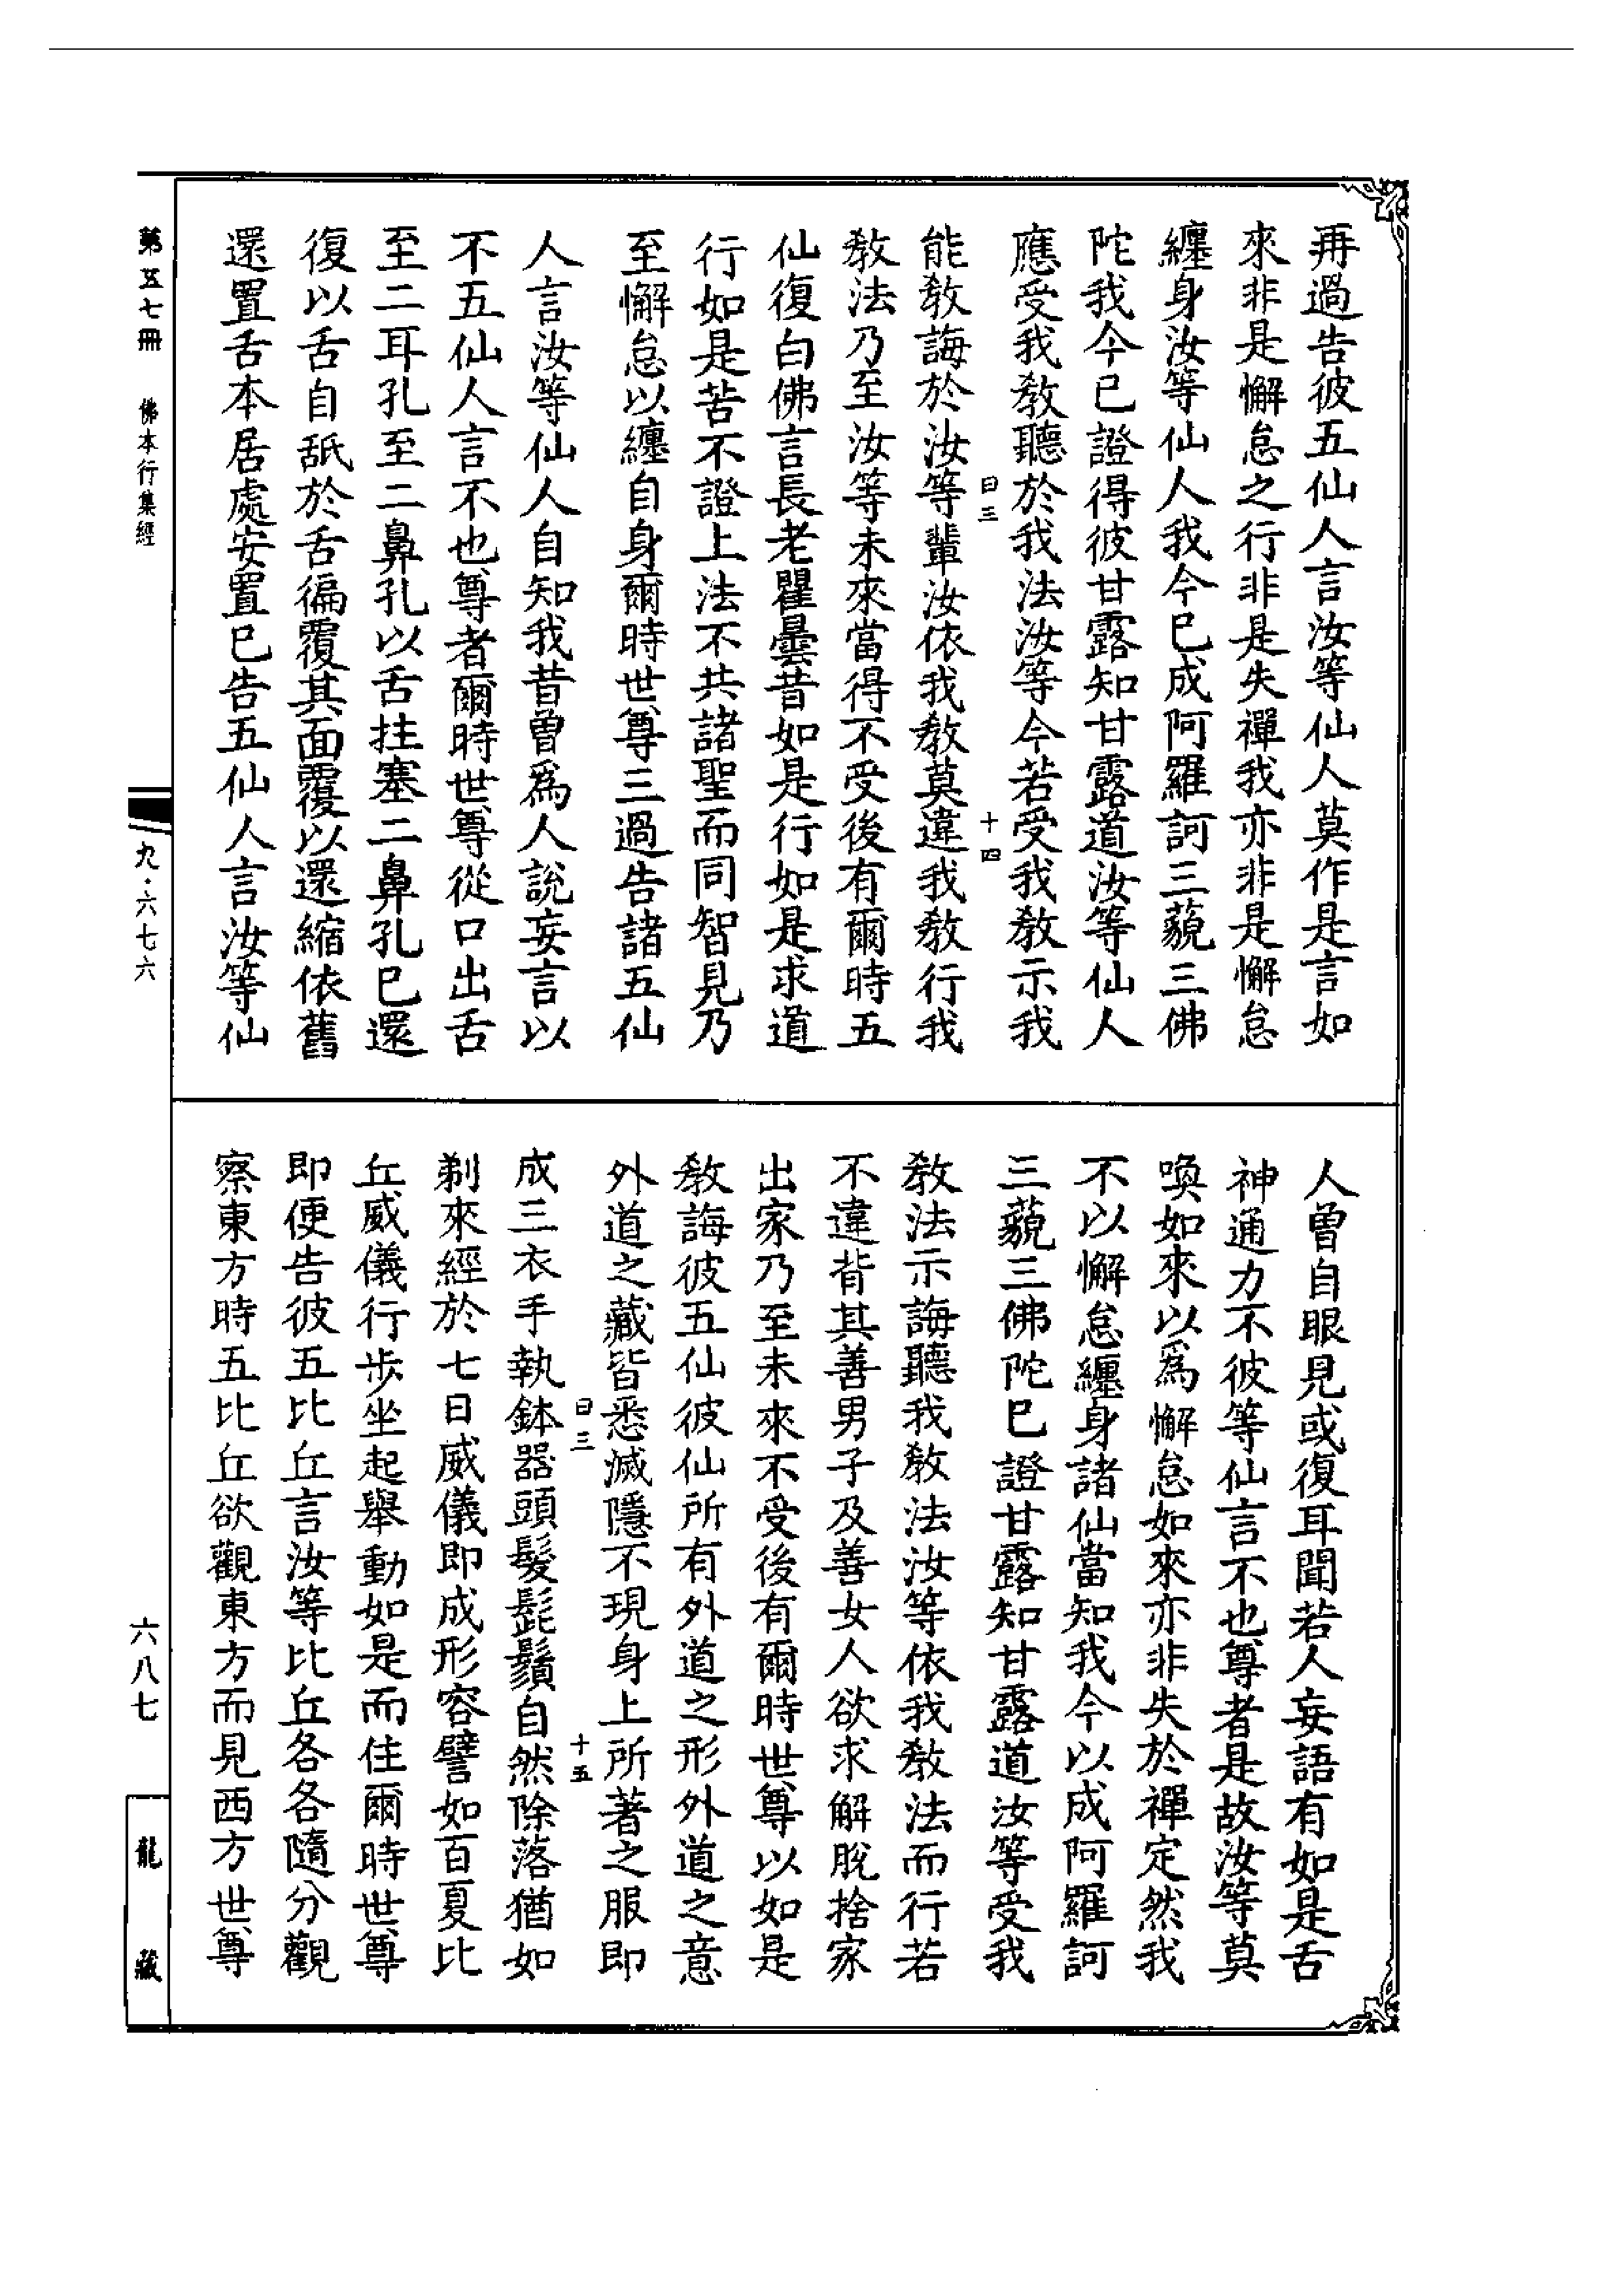 再過告彼五仙人言汝等仙人莫作是言如
來非是懈怠之行非是失禪我亦非是懈怠
纏身汝等仙人我今已成阿羅訶三藐三佛
陀我今已證得彼甘露知甘露道汝等仙人
應受我教聽於我法汝等今若受我教示我
曰三 十四
能教誨於汝等輩汝依我教莫違我教行我
教法乃至汝等未來當得不受後有爾時五
仙復白佛言長老瞿曇昔如是行如是求道
行如是苦不證上法不共諸聖而同智見乃
至懈怠以纏自身爾時世尊三過告諸五仙
人言汝等仙人自知我昔曾爲人說妄言以
不五仙人言不也尊者爾時世尊從口出舌
至二耳孔至二鼻孔以舌拄塞二鼻孔已還
復以舌自舐於舌徧覆其面覆以還縮依舊
還置舌本居處安置已告五仙人言汝等仙
人曾自眼見或復耳聞若人妄語有如是舌
神通力不彼等仙言不也尊者是故汝等莫
喚如來以爲懈怠如來亦非失於禪定然我
不以懈怠纏身諸仙當知我今以成阿羅訶
三藐三佛陀已證甘露知甘露道汝等受我
教法示誨聽我教法汝等依我教法而行若
不違背其善男子及善女人欲求解脫捨家
出家乃至未來不受後有爾時世尊以如是
教誨彼五仙彼仙所有外道之形外道之意
外道之藏皆悉滅隱不現身上所著之服即
曰三 十五
成三衣手執鉢器頭髮髭鬚自然除落猶如
剃來經於七日威儀即成形容譬如百夏比
丘威儀行步坐起舉動如是而住爾時世尊
即便告彼五比丘言汝等比丘各各隨分觀
察東方時五比丘欲觀東方而見西方世尊
第五七冊 佛本行集經
九·六七六
六八七
龍藏